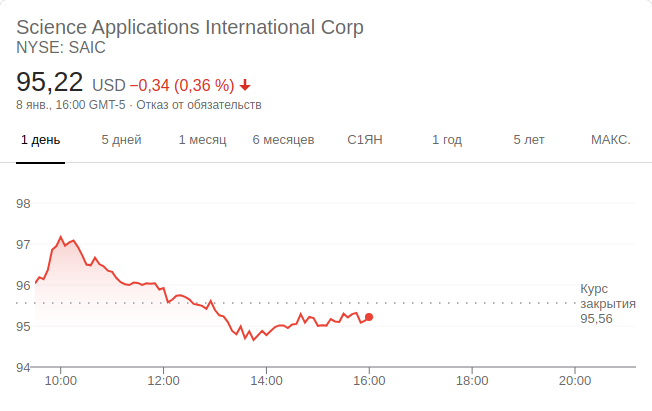 Science Applications International Corp
NYSE: SAIC
95,22 USD −0,34 (0,36 %)
8 янв., 16:00 GMT-5 · Отказ от обязательств
1 день 5 дней 1 месяц 6 месяцев С1ЯН 1 год 5 лет МАКС.
98
97
96
95
94
Курс
закрытия
95,56
10:00 12:00 14:00 16:00 18:00 20:00